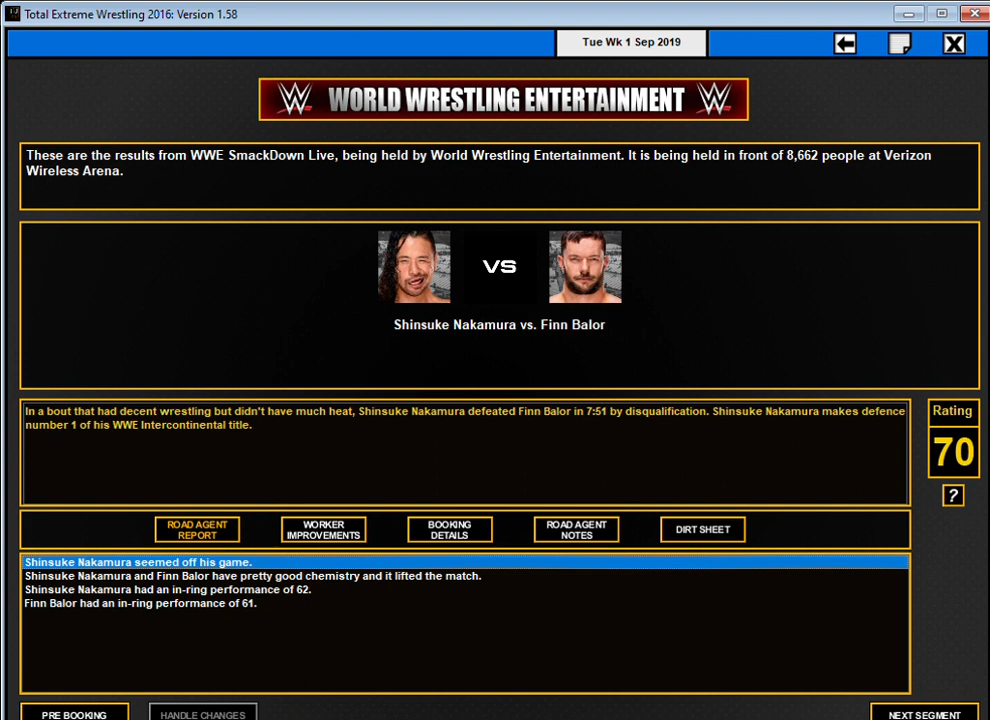 Total Extreme Wrestling 2016: Version 1.58
Tue Wk 1 Sep 2019
WORLD WRESTLING ENTERTAINMENT
These are the results from WWE SmackDown Live, being held by World Wrestling Entertainment. It is being held in front of 8,662 people at Verizon
Wireless Arena.
VS
Shinsuke Nakamura vs. Finn Balor
In a bout that had decent wrestling but didn't have much heat, Shinsuke Nakamura defeated Finn Balor in 7:51 by disqualification. Shinsuke Nakamura makes defence
number 1 of his WWE Intercontinental title.
Rating
70
?
ROAD AGENT
REPORT
WORKER
IMPROVEMENTS
BOOKING
DETAILS
ROAD AGENT
NOTES
DIRT SHEET
Shinsuke Nakamura seemed off his game.
Shinsuke Nakamura and Finn Balor have pretty good chemistry and it lifted the match.
Shinsuke Nakamura had an in-ring performance of 62.
Finn Balor had an in-ring performance of 61.
PRE BOOKING
HANDLE CHANGES
NEXT SEGMENT